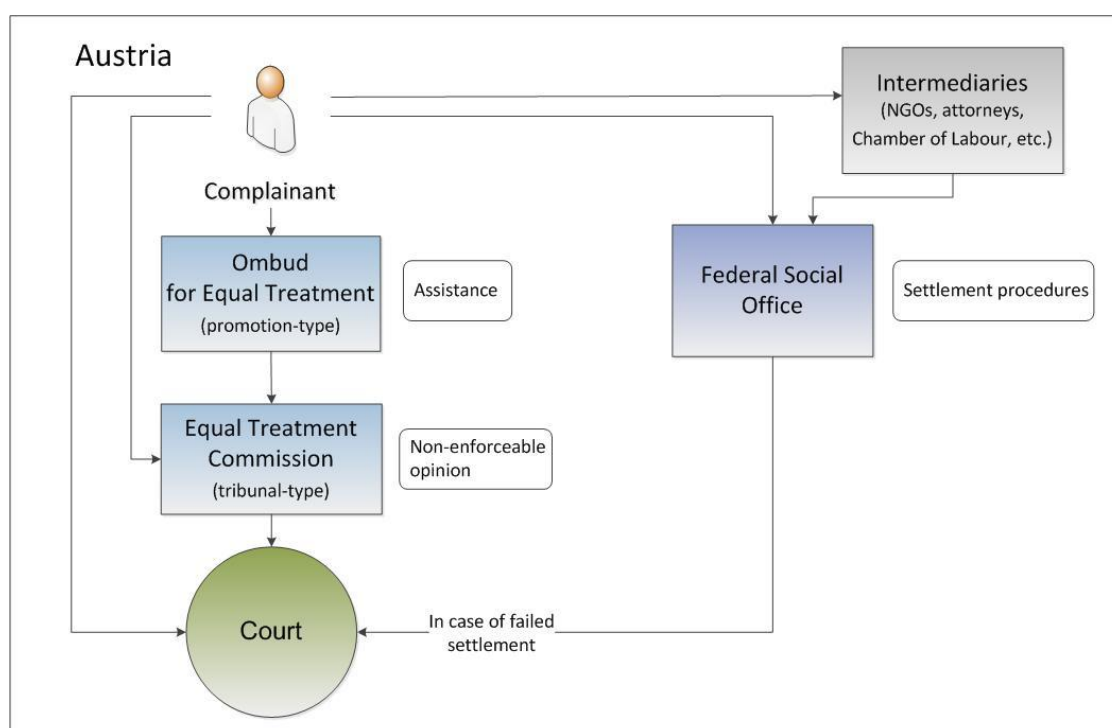 Austria
Intermediaries
(NGOs, attorneys,
Chamber of Labour, etc.)
Complainant
Ombud
for Equal Treatment
(promotion-type)
Assistance
Federal Social
Office
Settlement procedures
Equal Treatment
Commission
(tribunal-type)
Non-enforceable
opinion
Court
In case of failed
settlement